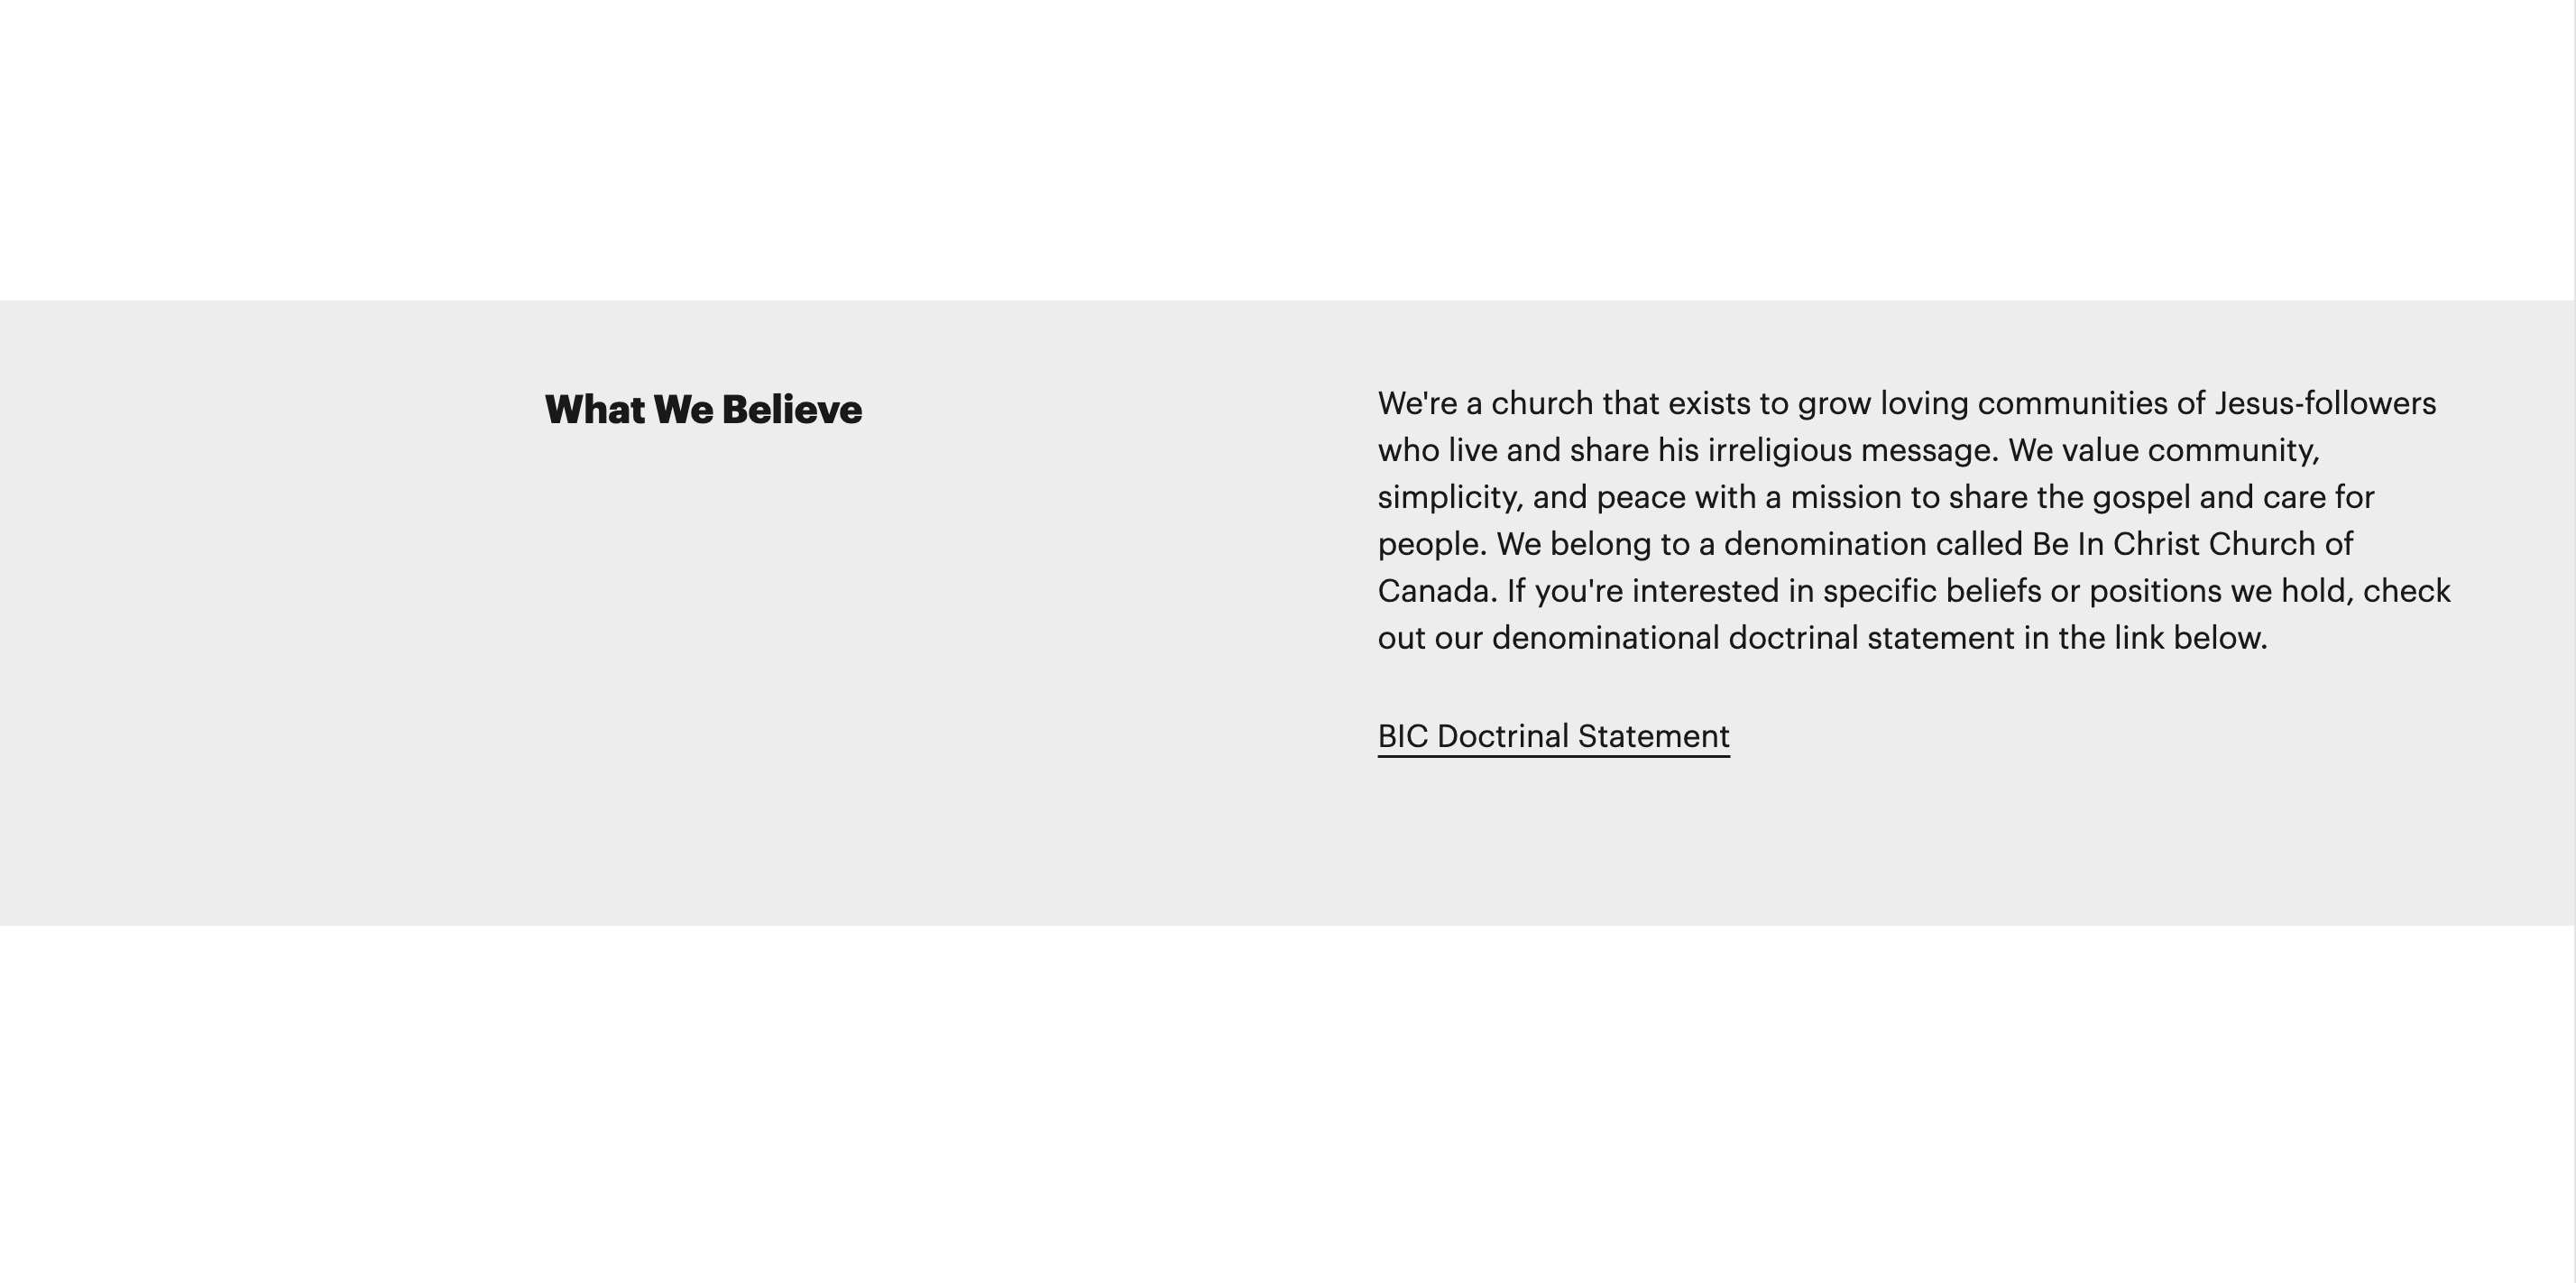 What We Believe
We're a church that exists to grow loving communities of Jesus-followers
who live and share his irreligious message. We value community,
simplicity, and peace with a mission to share the gospel and care for
people. We belong to a denomination called Be In Christ Church of
Canada. If you're interested in specific beliefs or positions we hold, check
out our denominational doctrinal statement in the link below.
BIC Doctrinal Statement